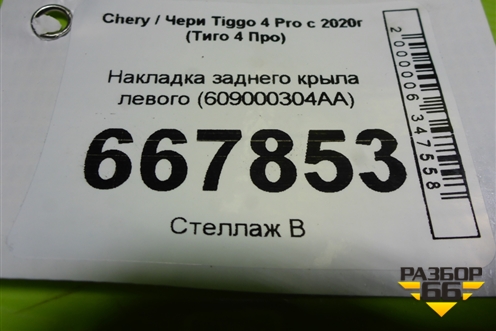 Chery / Чери Tiggo 4 Pro с 2020г
(Тиго 4 Про)
Накладка заднего крыла
левого (609000304AA)
667853
Стеллаж В
2000006347558
РАЗБОР
66